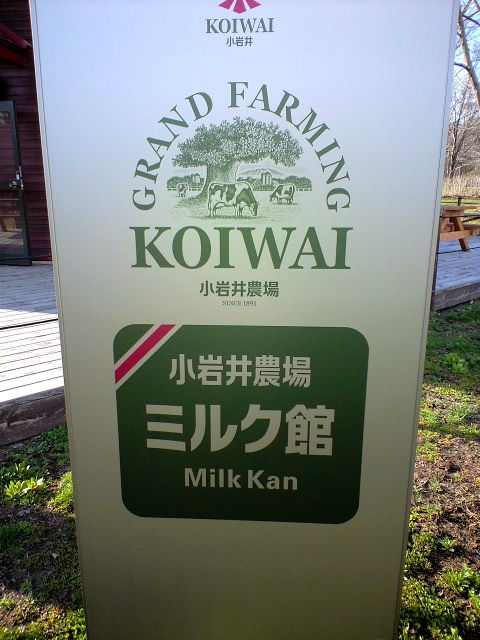 KOIWAI
小岩井
GRAND FARMING
KOIWAI
小岩井農場
SINCE 1891
小岩井農場
ミルク館
Milk Kan